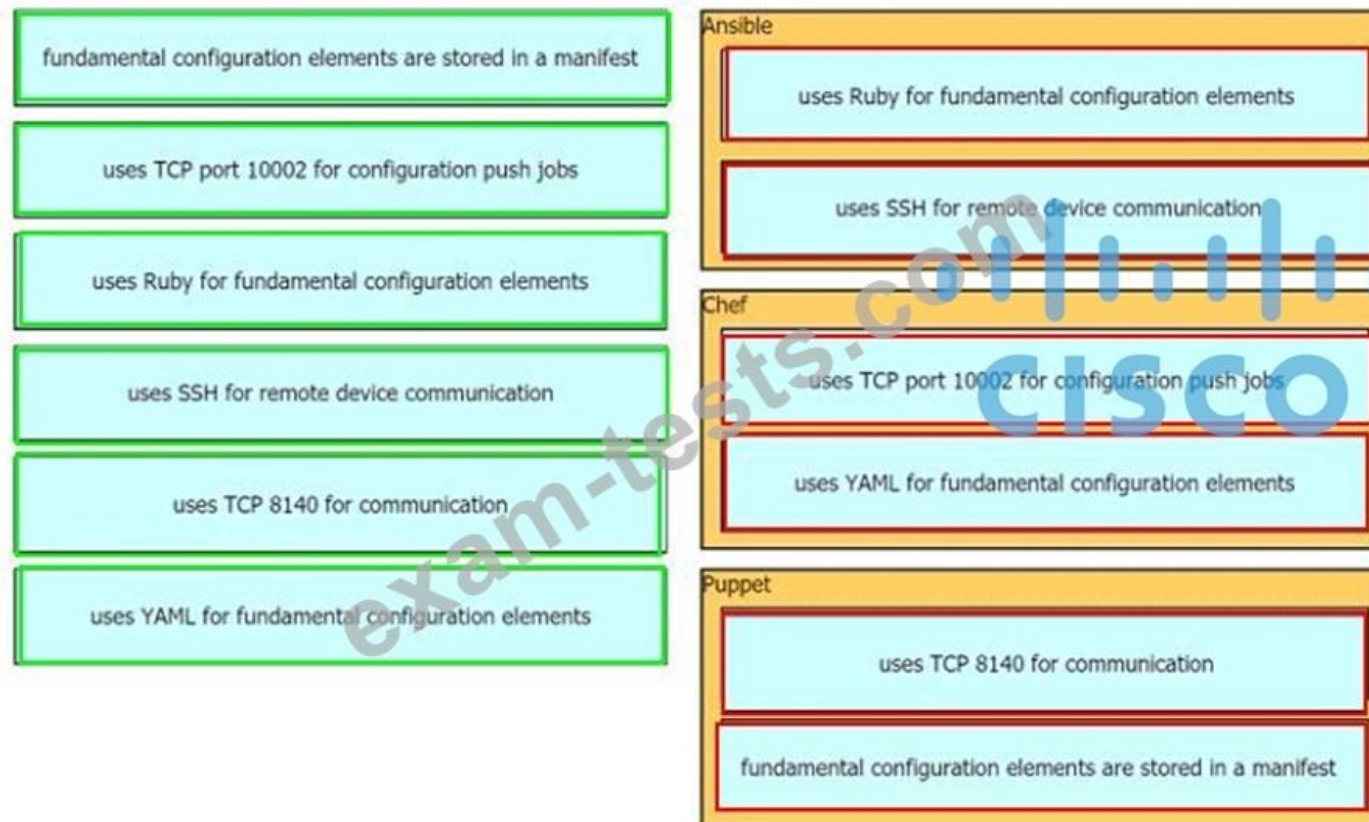 fundamental configuration elements are stored in a manifest
uses TCP port 10002 for configuration push jobs
uses Ruby for fundamental configuration elements
uses SSH for remote device communication
uses TCP 8140 for communication
uses YAML for fundamental configuration elements
Ansible
uses Ruby for fundamental configuration elements
uses SSH for remote device communication
Chef
uses TCP port 10002 for configuration push jobs
uses YAML for fundamental configuration elements
Puppet
uses TCP 8140 for communication
fundamental configuration elements are stored in a manifest
exam-tests.com
CISCO